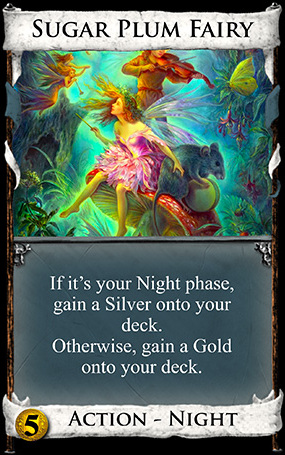 SUGAR PLUM FAIRY
If it's your Night phase,
gain a Silver onto your
deck.
Otherwise, gain a Gold
onto your deck.
5
ACTION - NIGHT